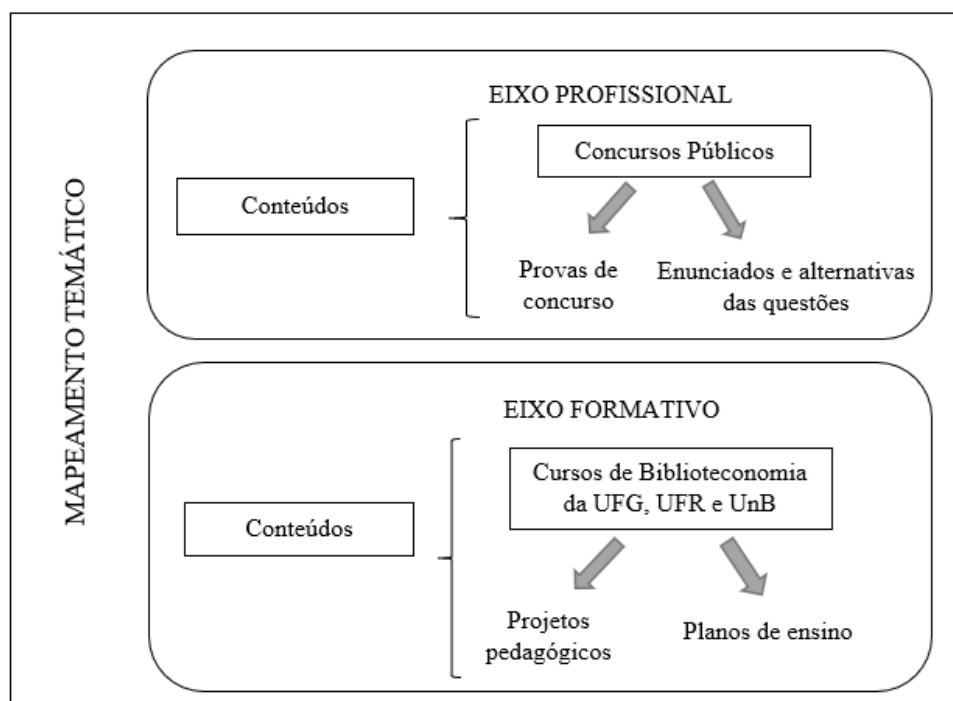 MAPEAMENTO TEMÁTICO
EIXO PROFISSIONAL
Conteúdos
Concursos Públicos
Provas de
concurso
Enunciados e alternativas
das questões
EIXO FORMATIVO
Conteúdos
Cursos de Biblioteconomia
da UFG, UFR e UnB
Projetos
pedagógicos
Planos de ensino